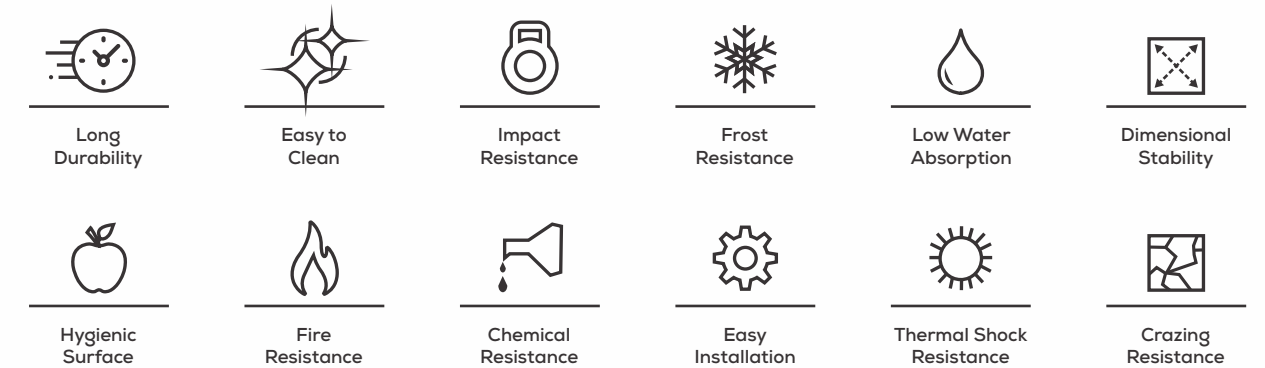 Long
Durability
Easy to
Clean
Impact
Resistance
Frost
Resistance
Low Water
Absorption
Dimensional
Stability
Hygienic
Surface
Fire
Resistance
Chemical
Resistance
Easy
Installation
Thermal Shock
Resistance
Crazing
Resistance